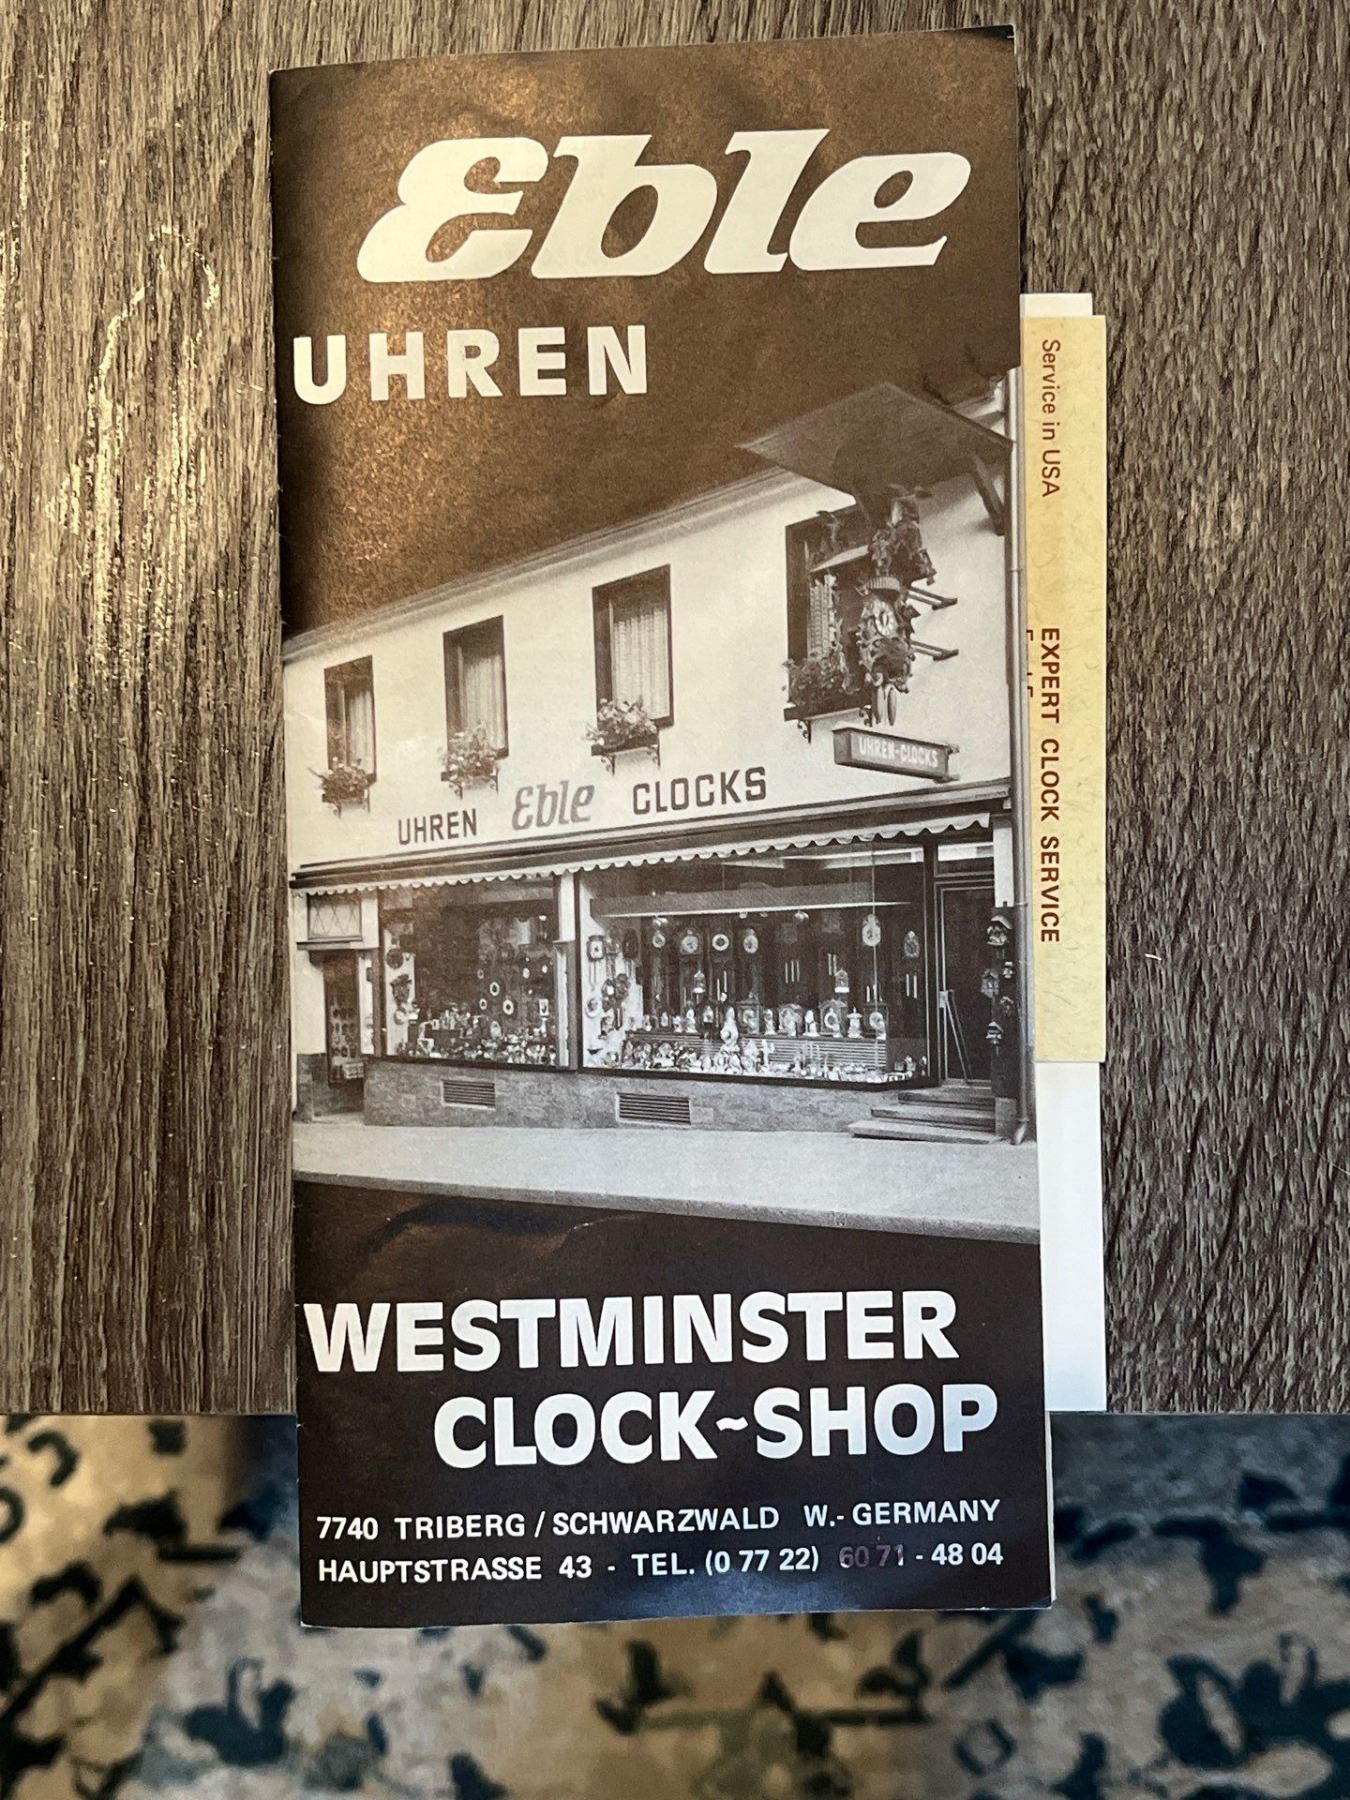 Eble
UHREN
UHREN-CLOCKS
UHREN Eble CLOCKS
WESTMINSTER
CLOCK~SHOP
7740 TRIBERG / SCHWARZWALD W.- GERMANY
HAUPTSTRASSE 43 - TEL. (0 77 22) 60 71 - 48 04
Service in USA
EXPERT CLOCK SERVICE